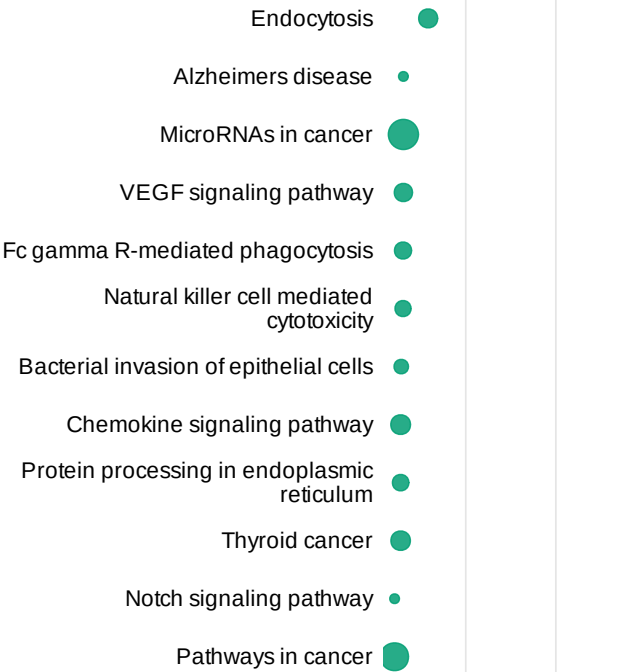 Endocytosis
Alzheimers disease
MicroRNAs in cancer
VEGF signaling pathway
Fc gamma R-mediated phagocytosis
Natural killer cell mediated
cytotoxicity
Bacterial invasion of epithelial cells
Chemokine signaling pathway
Protein processing in endoplasmic
reticulum
Thyroid cancer
Notch signaling pathway
Pathways in cancer